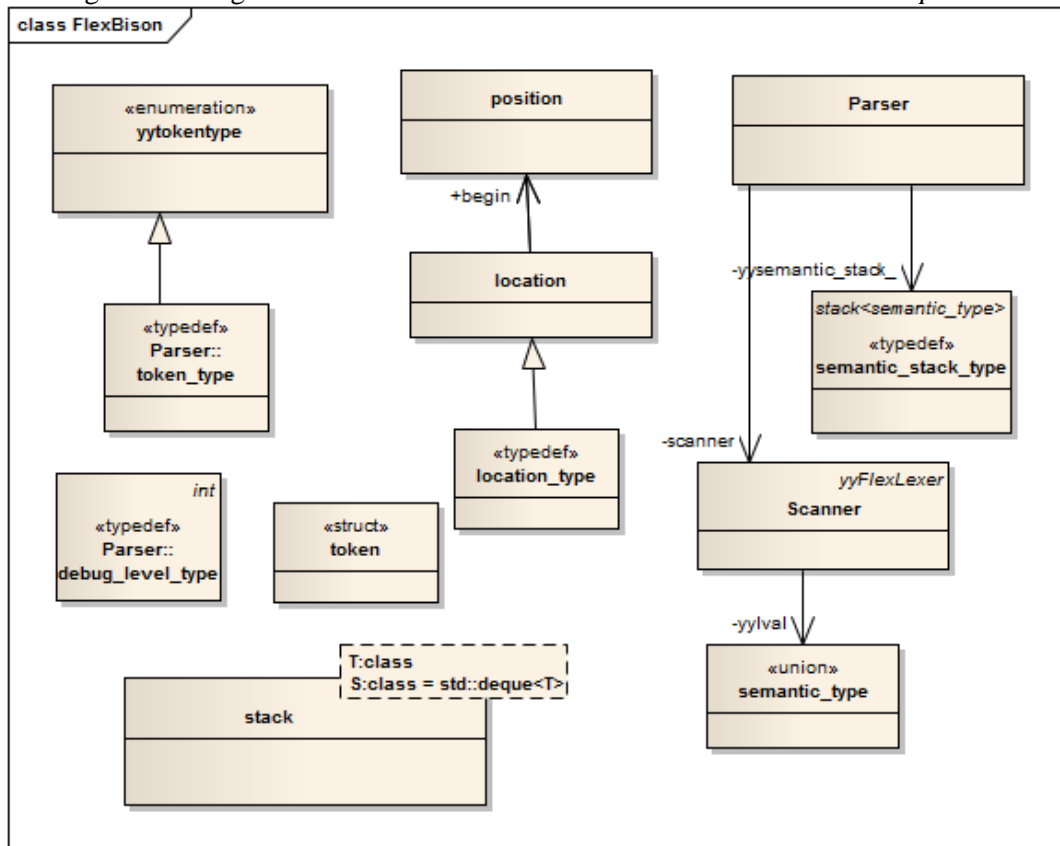 class FlexBison
«enumeration»
yytokentype
position
Parser
+begin
location
-yysemantic_stack_
«typedef»
Parser::
token_type
stack<semantic_type>
«typedef»
semantic_stack_type
«typedef»
location_type
-scanner
int
«typedef»
Parser::
debug_level_type
«struct»
token
yyFlexLexer
Scanner
-yylval
T:class
S:class = std::deque<T>
stack
«union»
semantic_type